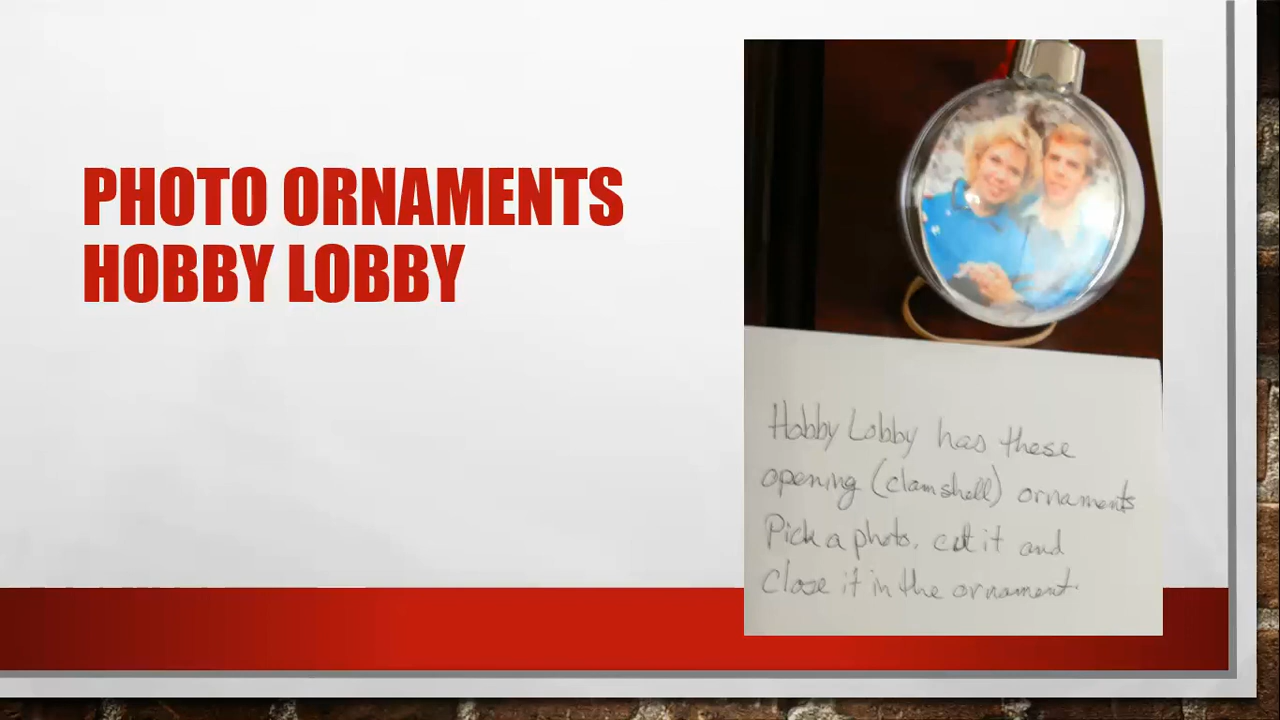 PHOTO ORNAMENTS
HOBBY LOBBY
Hobby Lobby has these
opening (clamshell) ornaments
Pick a photo, cut it and
close it in the ornament.